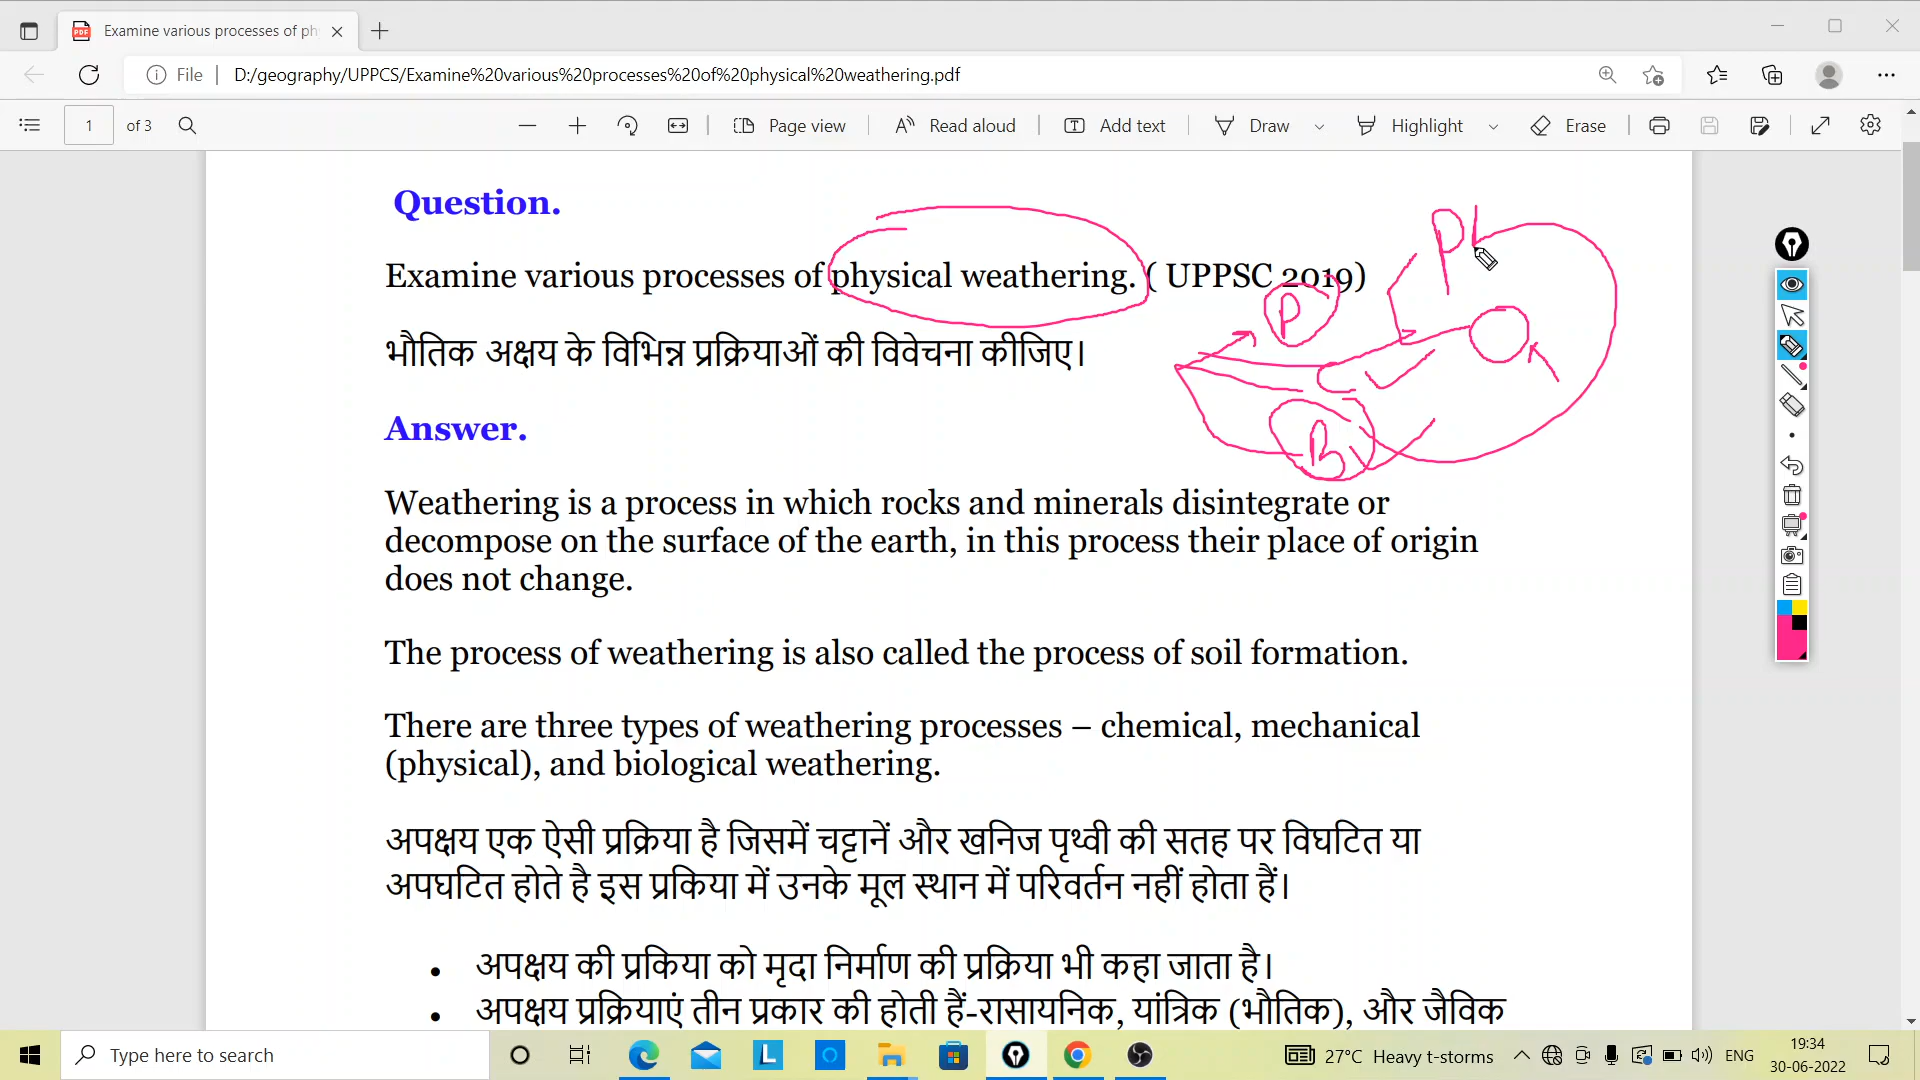 Examine various processes of ph
File
D:/geography/UPPCS/Examine%20various%20processes%20of%20physical%20weathering.pdf
1 of 3
Page view
Read aloud
Add text
Draw
Highlight
Erase
Question.
Examine various processes of physical weathering. ( UPPSC 2019)
भौतिक अक्षय के विभिन्न प्रक्रियाओं की विवेचना कीजिए।
P
Ph
C
B
Answer.
Weathering is a process in which rocks and minerals disintegrate or
decompose on the surface of the earth, in this process their place of origin
does not change.
The process of weathering is also called the process of soil formation.
There are three types of weathering processes – chemical, mechanical
(physical), and biological weathering.
अपक्षय एक ऐसी प्रक्रिया है जिसमें चट्टानें और खनिज पृथ्वी की सतह पर विघटित या
अपघटित होते है इस प्रकिया में उनके मूल स्थान में परिवर्तन नहीं होता हैं।
• अपक्षय की प्रकिया को मृदा निर्माण की प्रक्रिया भी कहा जाता है।
• अपक्षय प्रक्रियाएं तीन प्रकार की होती हैं-रासायनिक, यांत्रिक (भौतिक), और जैविक
Type here to search
27°C Heavy t-storms
ENG
19:34
30-06-2022